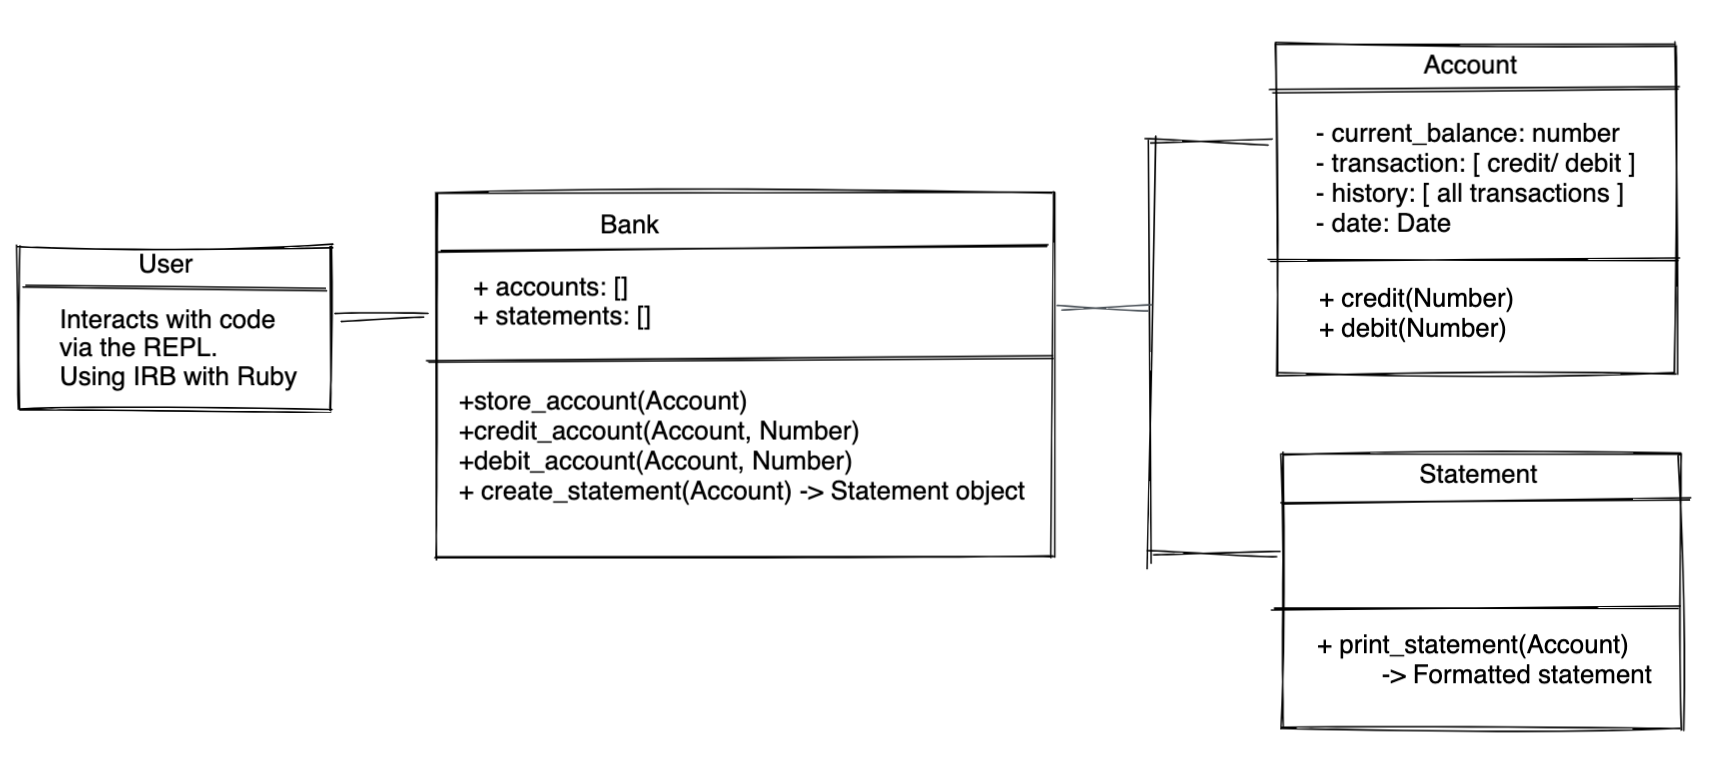 User
Interacts with code
via the REPL.
Using IRB with Ruby
Bank
+ accounts: []
+ statements: []
+store_account(Account)
+credit_account(Account, Number)
+debit_account(Account, Number)
+ create_statement(Account) -> Statement object
Account
- current_balance: number
- transaction: [ credit/ debit ]
- history: [ all transactions ]
- date: Date
+ credit(Number)
+ debit(Number)
Statement
+ print_statement(Account)
-> Formatted statement